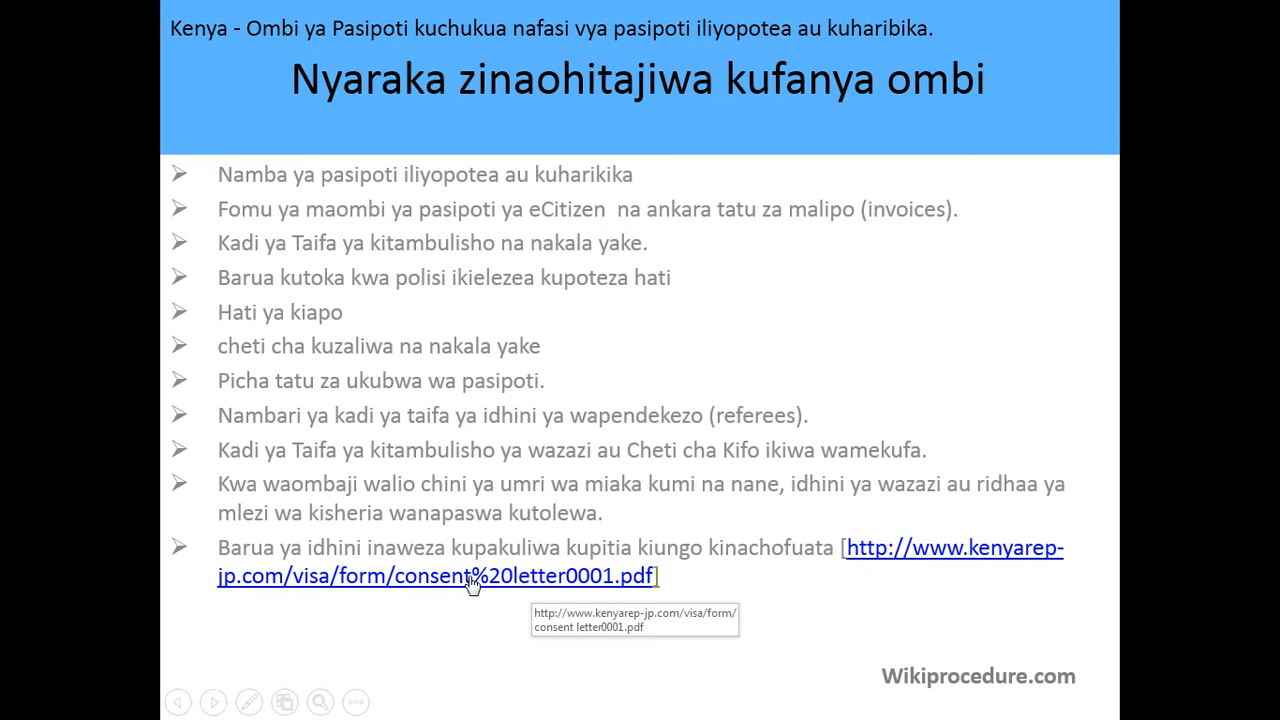 Kenya - Ombi ya Pasipoti kuchukua nafasi vya pasipoti iliyopotea au kuharibika.
Nyaraka zinaohitajiwa kufanya ombi
Namba ya pasipoti iliyopotea au kuharikika
Fomu ya maombi ya pasipoti ya eCitizen na ankara tatu za malipo (invoices).
Kadi ya Taifa ya kitambulisho na nakala yake.
Barua kutoka kwa polisi ikielezea kupoteza hati
Hati ya kiapo
cheti cha kuzaliwa na nakala yake
Picha tatu za ukubwa wa pasipoti.
Nambari ya kadi ya taifa ya idhini ya wapendekezo (referees).
Kadi ya Taifa ya kitambulisho ya wazazi au Cheti cha Kifo ikiwa wamekufa.
Kwa waombaji walio chini ya umri wa miaka kumi na nane, idhini ya wazazi au ridhaa ya
mlezi wa kisheria wanapaswa kutolewa.
Barua ya idhini inaweza kupakuliwa kupitia kiungo kinachofuata [http://www.kenyarep-
jp.com/visa/form/consent%20letter0001.pdf]
http://www.kenyarep-jp.com/visa/form/
consent letter0001.pdf
Wikiprocedure.com